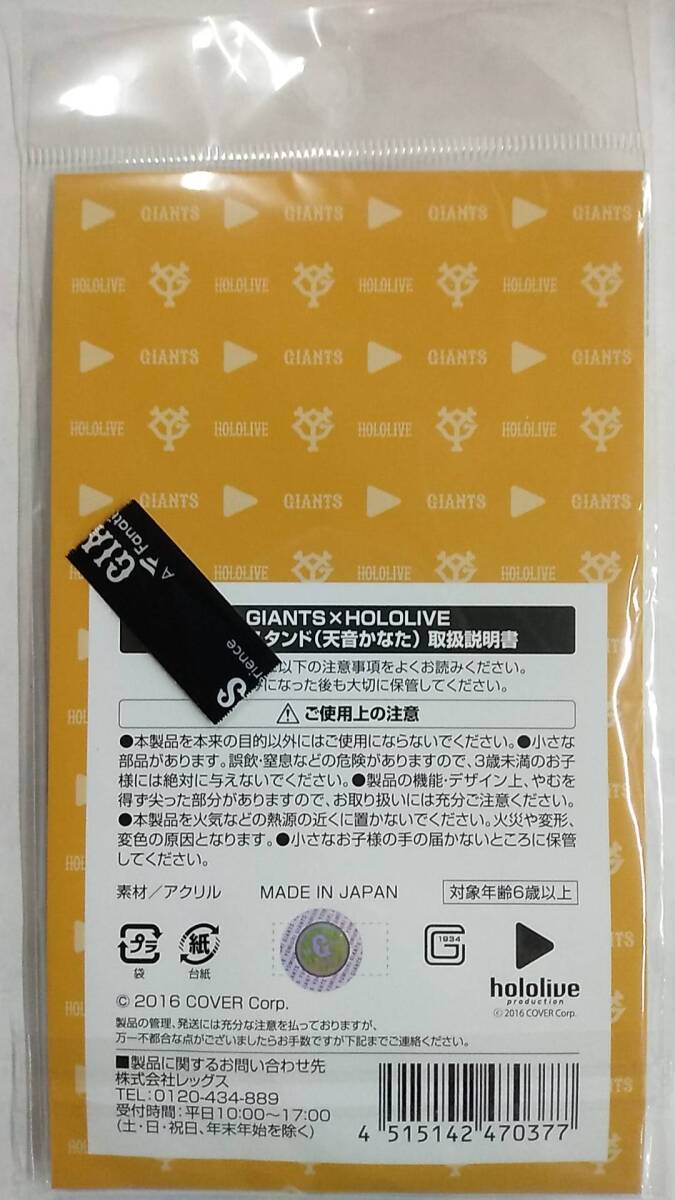 GIANTS GIANTS GIANTS GIANTS
HOLOLIVE HOLOLIVE HOLOLIVE HOLOLIVE
GIANTS GIANTS GIANTS GIANTS
HOLOLIVE HOLOLIVE HOLOLIVE HOLOLIVE
GIANTS GIANTS GIANTS GIANTS
HOLOLIVE HOLOLIVE HOLOLIVE
GIA
A Fanati
S
erience
GIANTS×HOLOLIVE
スタンド（天音かなた）取扱説明書
に以下の注意事項をよくお読みください。
になった後も大切に保管してください。
⚠ ご使用上の注意
●本製品を本来の目的以外にはご使用にならないでください。●小さな
部品があります。誤飲・窒息などの危険がありますので、3歳未満のお子
様には絶対に与えないでください。●製品の機能・デザイン上、やむを
得ず尖った部分がありますので、お取り扱いには充分ご注意ください。
●本製品を火気などの熱源の近くに置かないでください。火災や変形、
変色の原因となります。●小さなお子様の手の届かないところに保管
してください。
素材／アクリル MADE IN JAPAN 対象年齢6歳以上
プラ 紙 G 1934
袋 台紙
hololive
production
© 2016 COVER Corp.
© 2016 COVER Corp.
製品の管理、発送には充分な注意を払っておりますが、
万一不都合な点がございましたらお手数ですが下記までご連絡ください。
■製品に関するお問い合わせ先
株式会社レッグス
TEL：0120-434-889
受付時間：平日10:00〜17:00
（土・日・祝日、年末年始を除く）
4 515142 470377